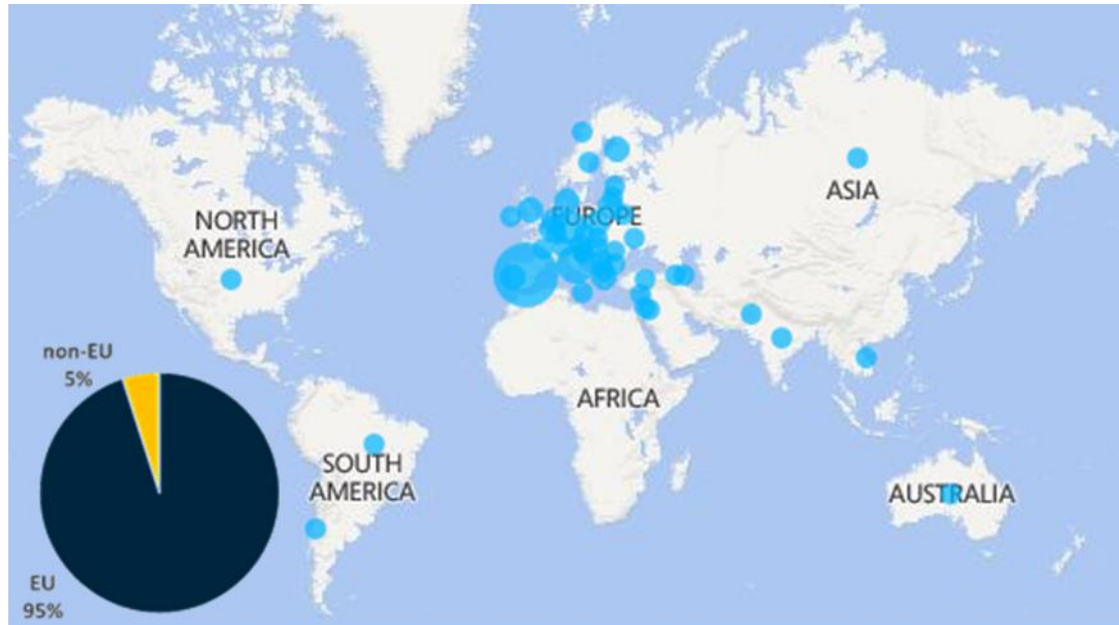 EUROPE
ASIA
NORTH
AMERICA
AFRICA
SOUTH
AMERICA
AUSTRALIA
non-EU
5%
EU
95%